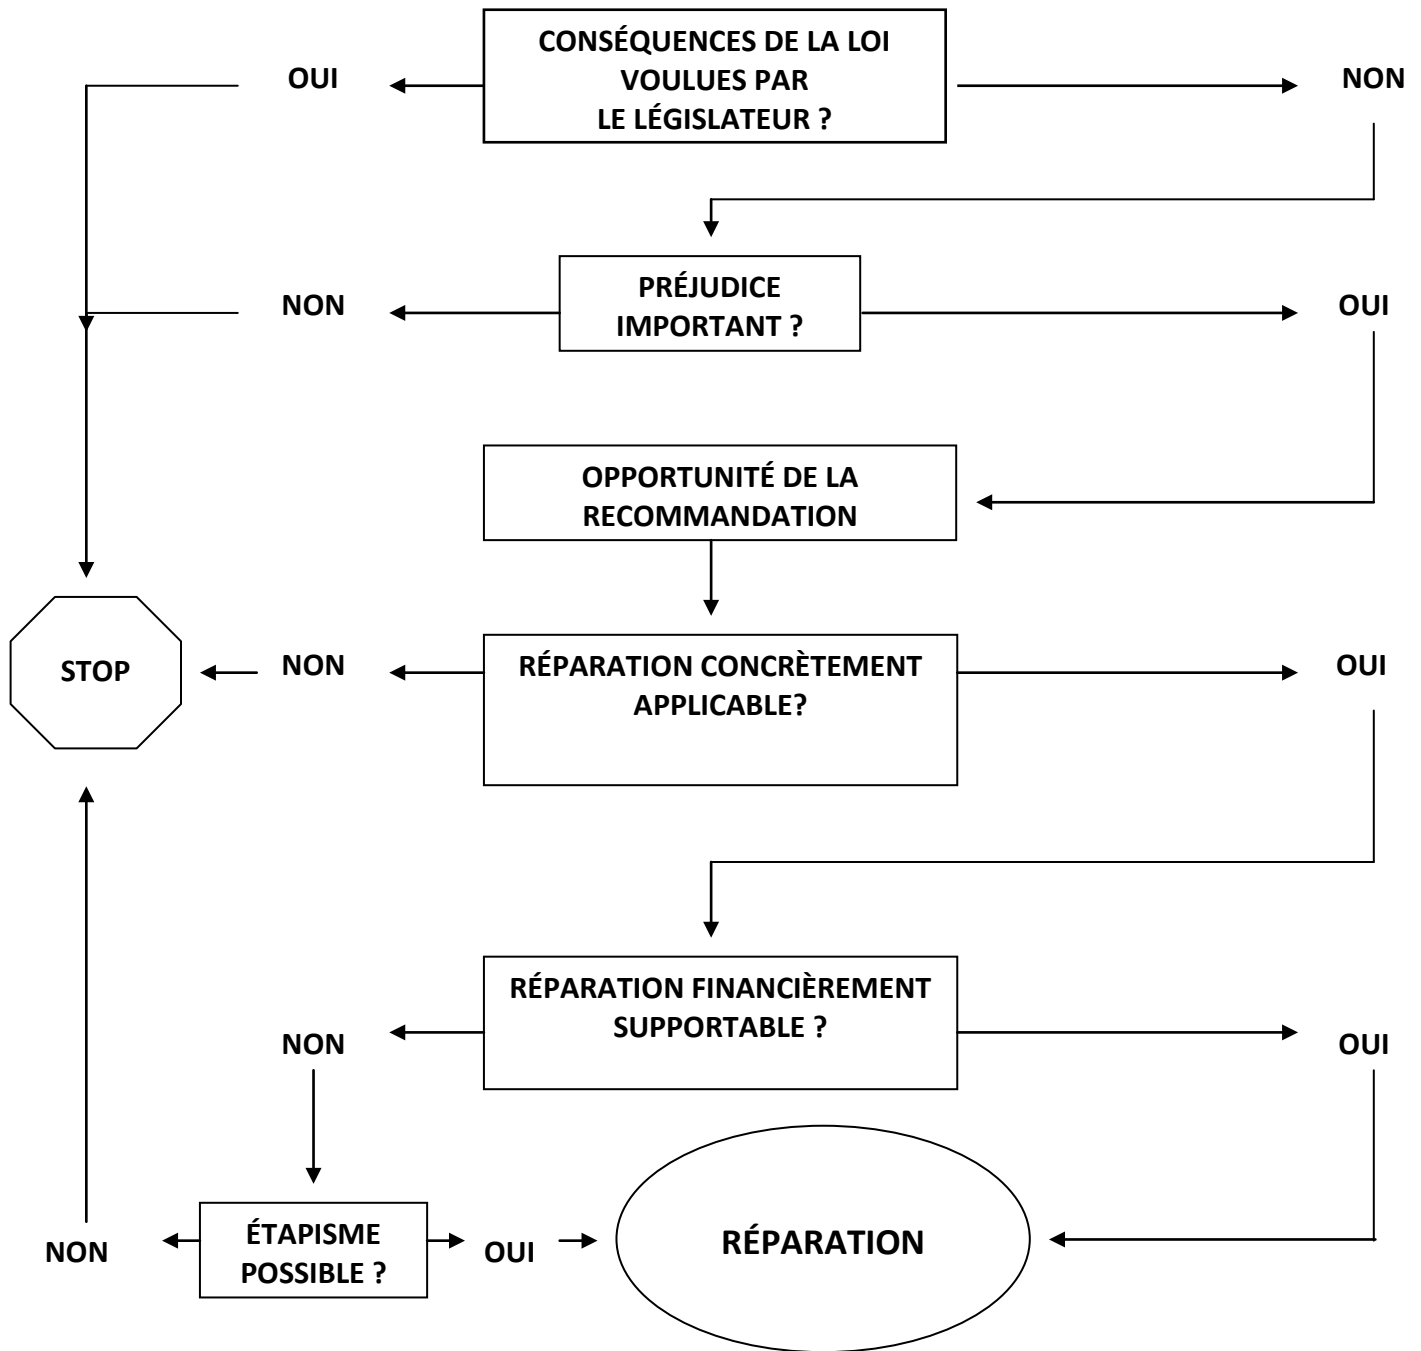 CONSÉQUENCES DE LA LOI
OUI
VOULUES PAR
NON
LE LÉGISLATEUR ?
NON
PRÉJUDICE
IMPORTANT ?
OUI
OPPORTUNITÉ DE LA
RECOMMANDATION
STOP
NON
RÉPARATION CONCRÈTEMENT
APPLICABLE?
OUI
RÉPARATION FINANCIÈREMENT
SUPPORTABLE ?
NON
OUI
NON
ÉTAPISME
POSSIBLE ?
OUI
RÉPARATION